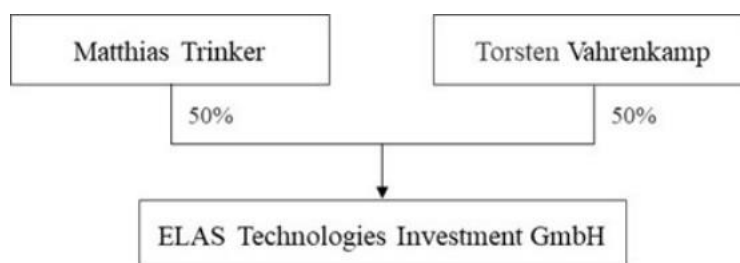 Matthias Trinker
Torsten Vahrenkamp
50%
50%
ELAS Technologies Investment GmbH